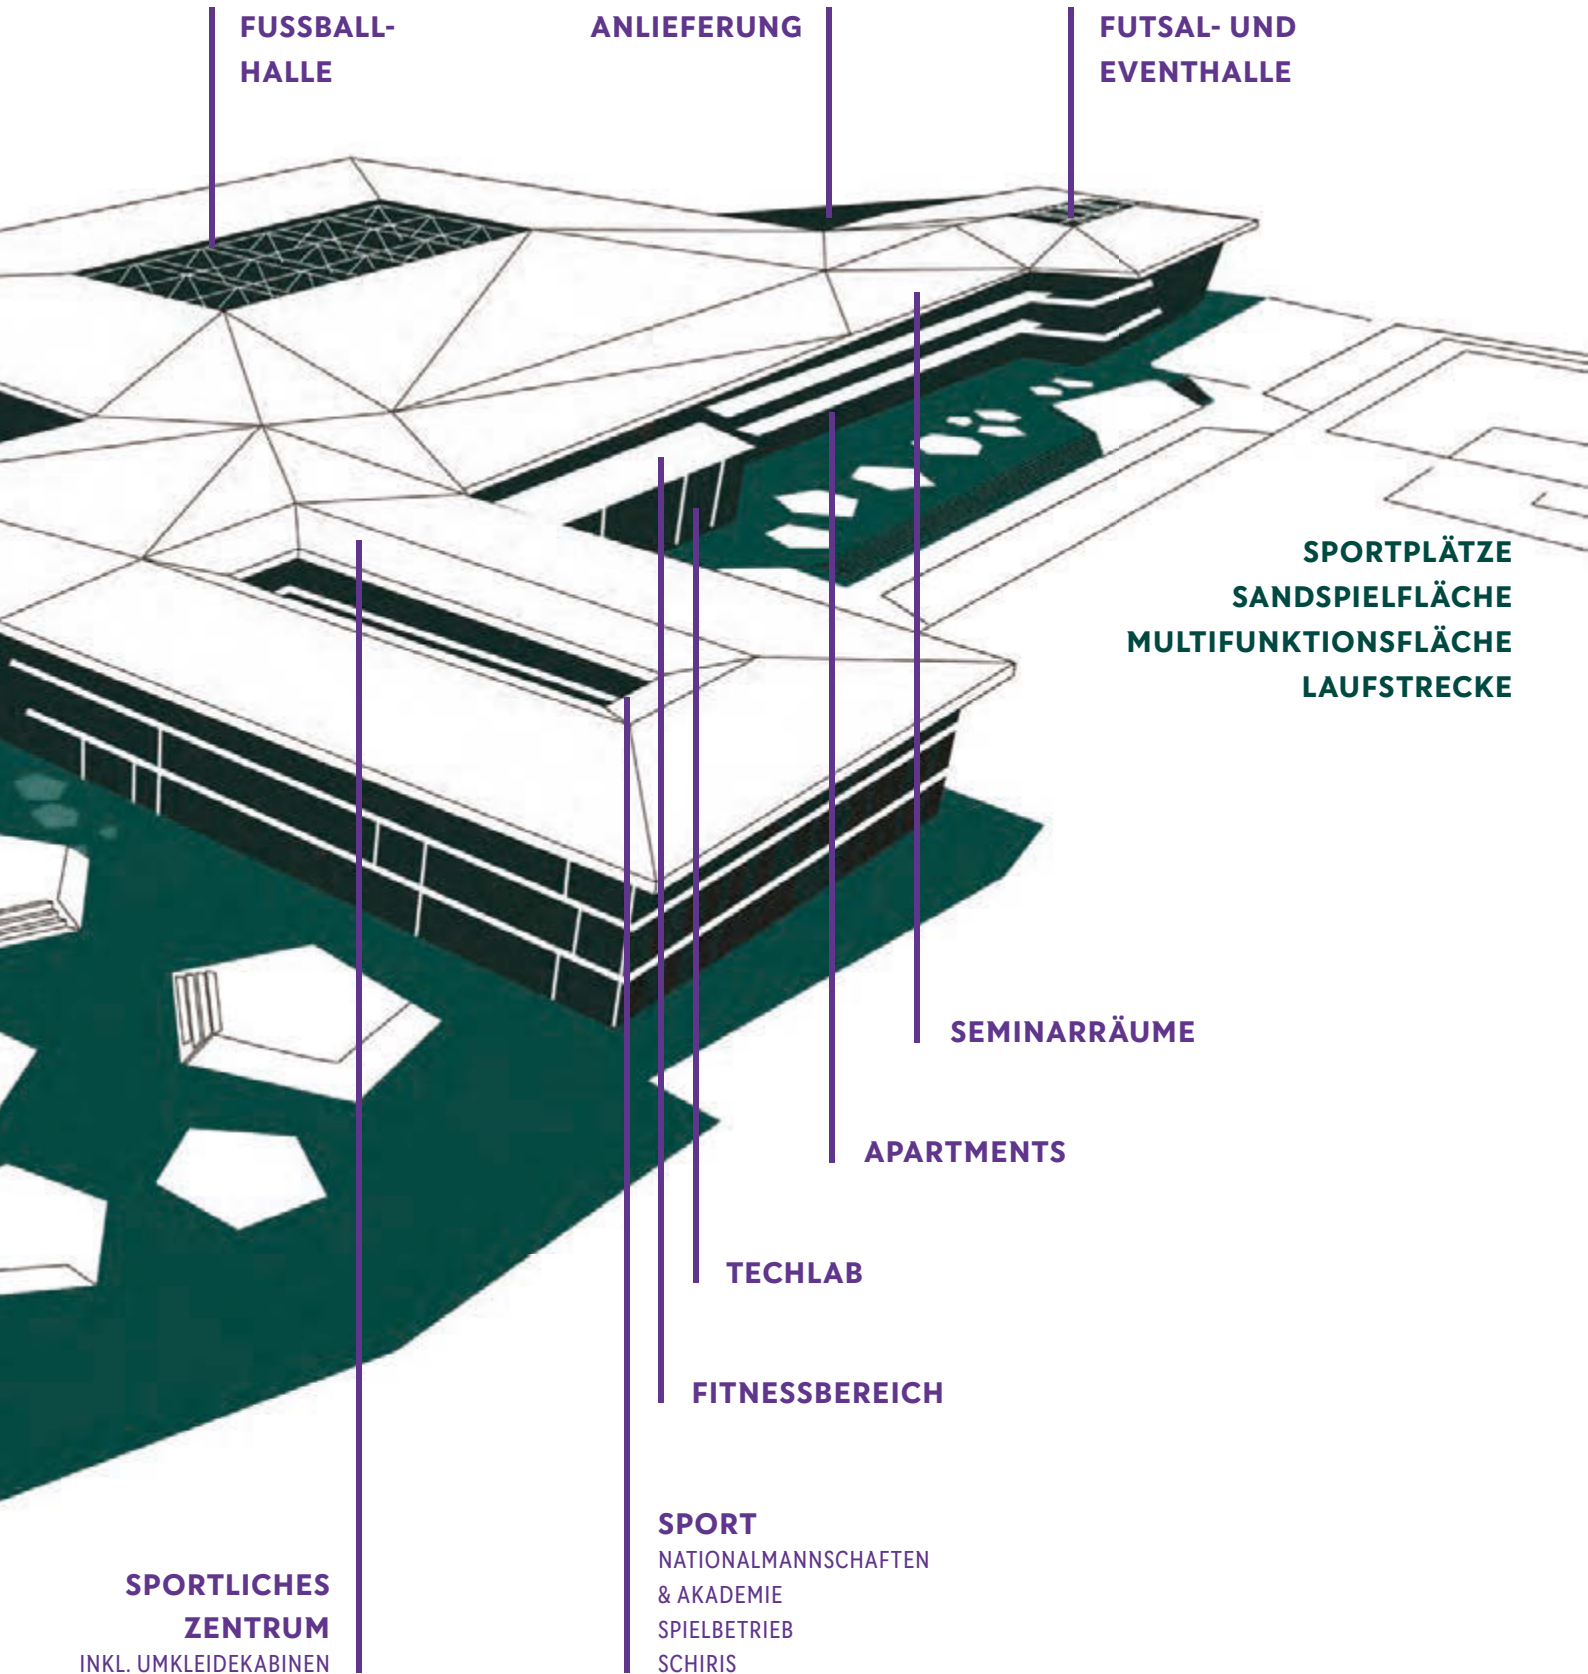 FUSSBALL-
HALLE
ANLIEFERUNG
FUTSAL- UND
EVENTHALLE
SPORTPLÄTZE
SANDSPIELFLÄCHE
MULTIFUNKTIONSFLÄCHE
LAUFSTRECKE
SEMINARRÄUME
APARTMENTS
TECHLAB
FITNESSBEREICH
SPORT
NATIONALMANNSCHAFTEN
& AKADEMIE
SPIELBETRIEB
SCHIRIS
SPORTLICHES
ZENTRUM
INKL. UMKLEIDEKABINEN